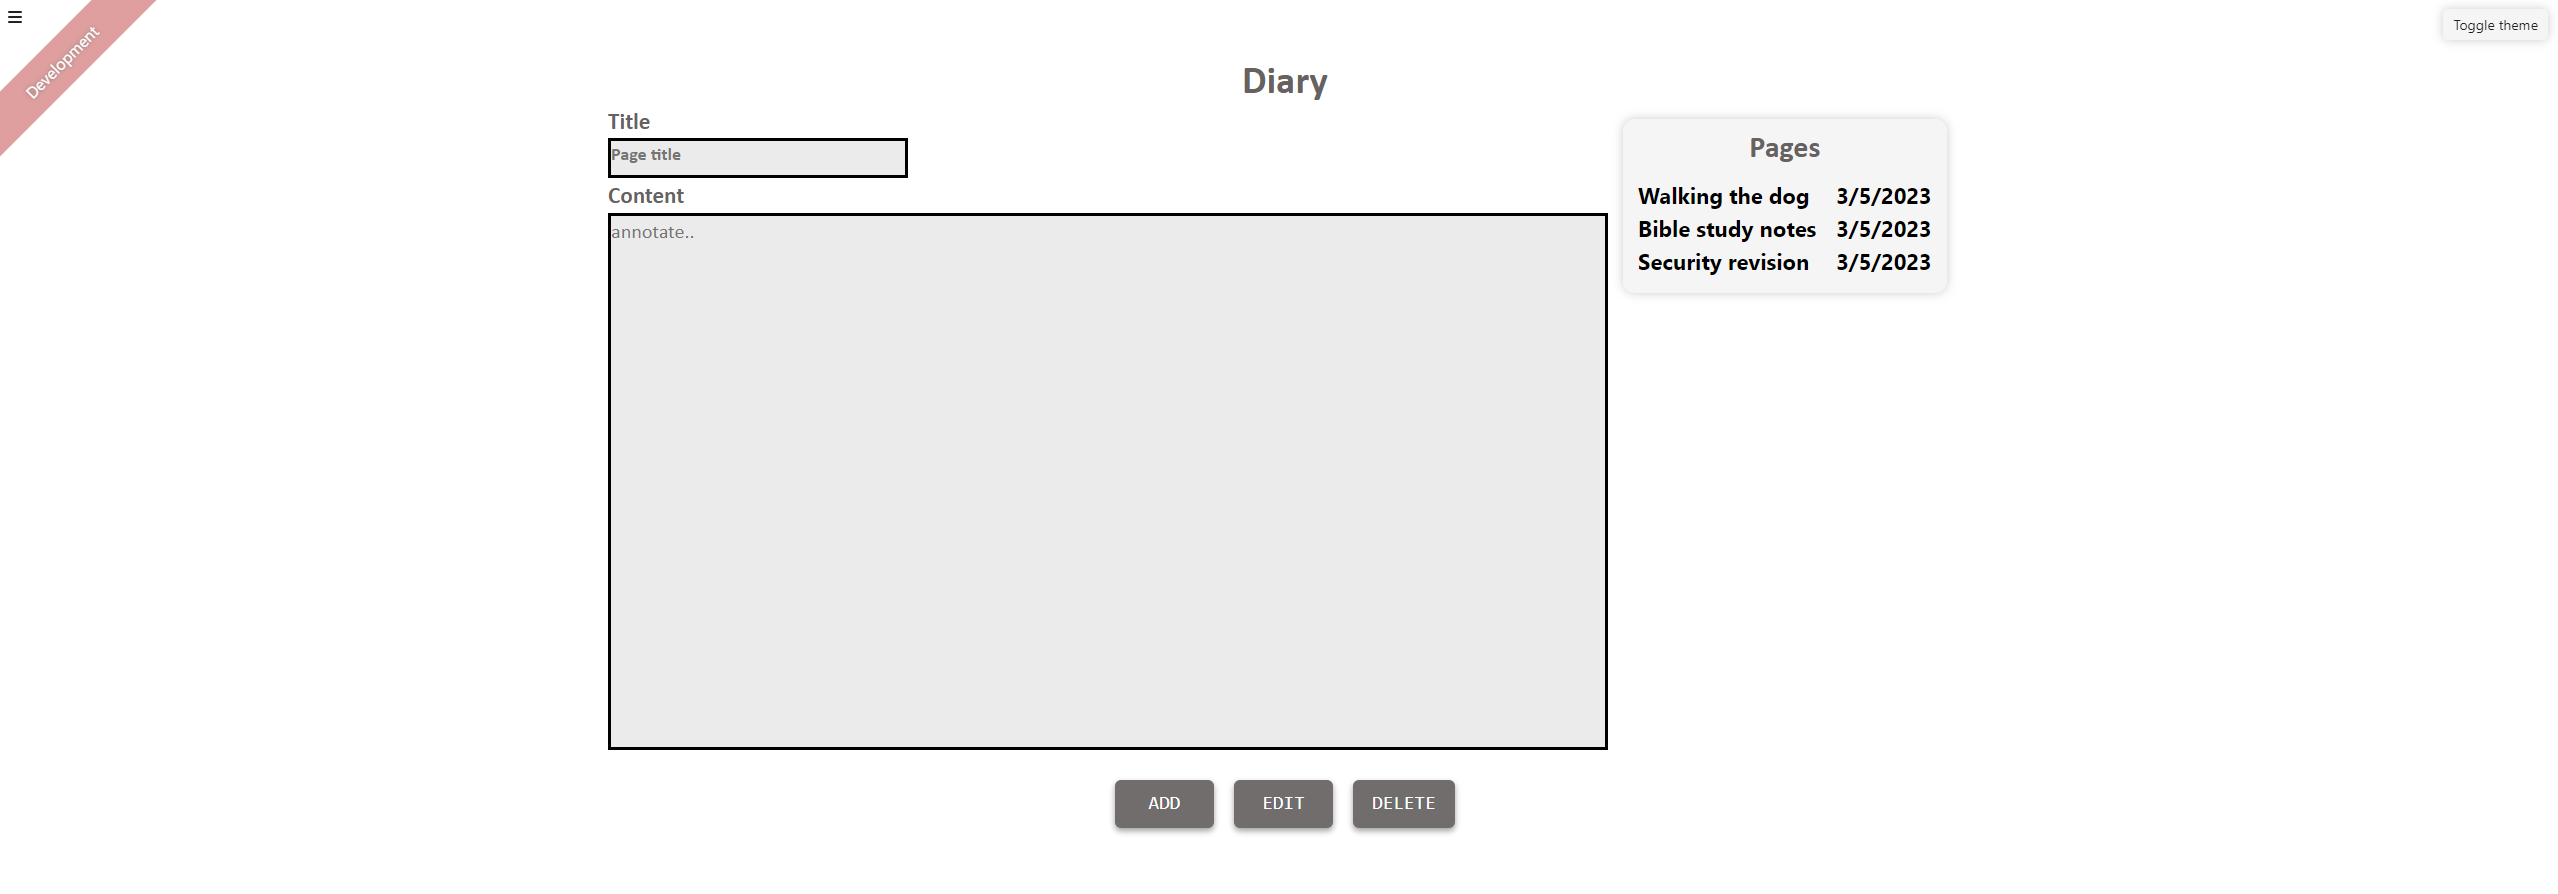 Development
Toggle theme
Diary
Title
Page title
Content
annotate..
Pages
Walking the dog 3/5/2023
Bible study notes 3/5/2023
Security revision 3/5/2023
ADD EDIT DELETE